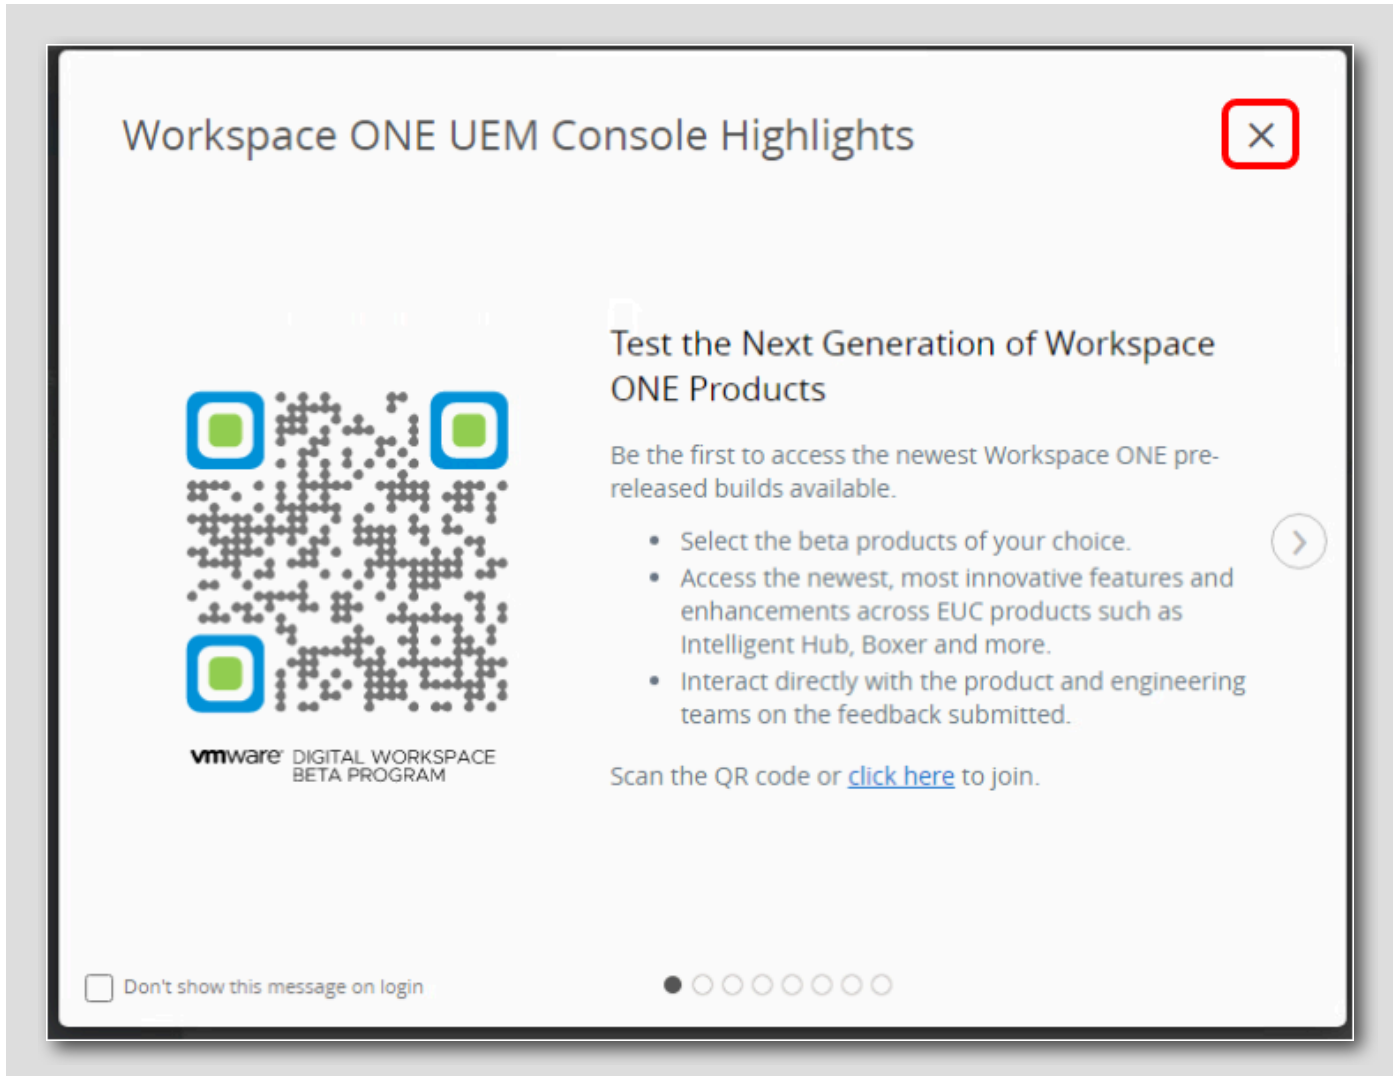 Workspace ONE UEM Console Highlights
Test the Next Generation of Workspace
ONE Products
Be the first to access the newest Workspace ONE pre-
released builds available.
• Select the beta products of your choice.
• Access the newest, most innovative features and
enhancements across EUC products such as
Intelligent Hub, Boxer and more.
• Interact directly with the product and engineering
teams on the feedback submitted.
Scan the QR code or click here to join.
vmware® DIGITAL WORKSPACE
BETA PROGRAM
Don't show this message on login